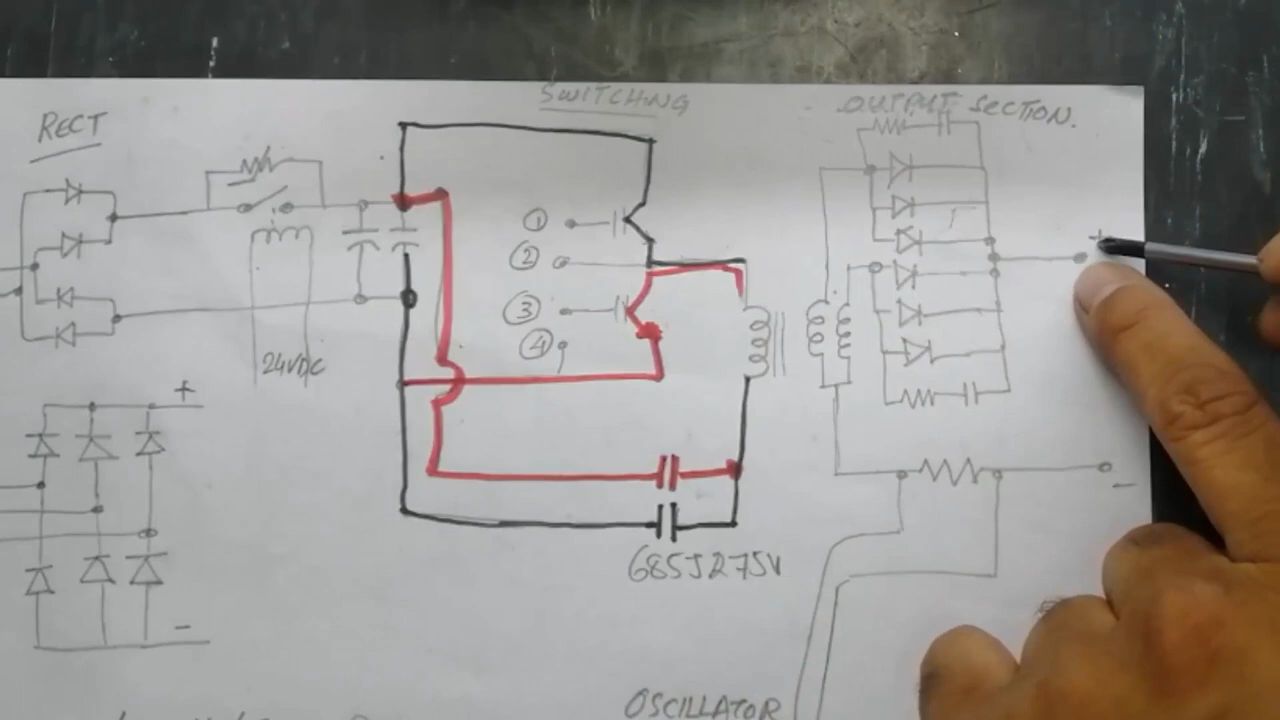 SWITCHING
OUTPUT SECTION.
RECT
1
2
3
4
+
24VDC
+
-
-
685J275V
OSCILLATOR